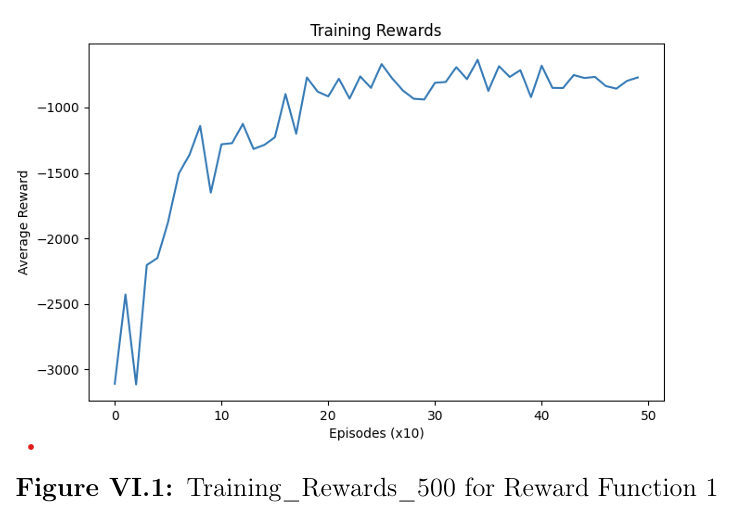 Training Rewards
Average Reward
−1000
−1500
−2000
−2500
−3000
0 10 20 30 40 50
Episodes (x10)
Figure VI.1: Training_Rewards_500 for Reward Function 1